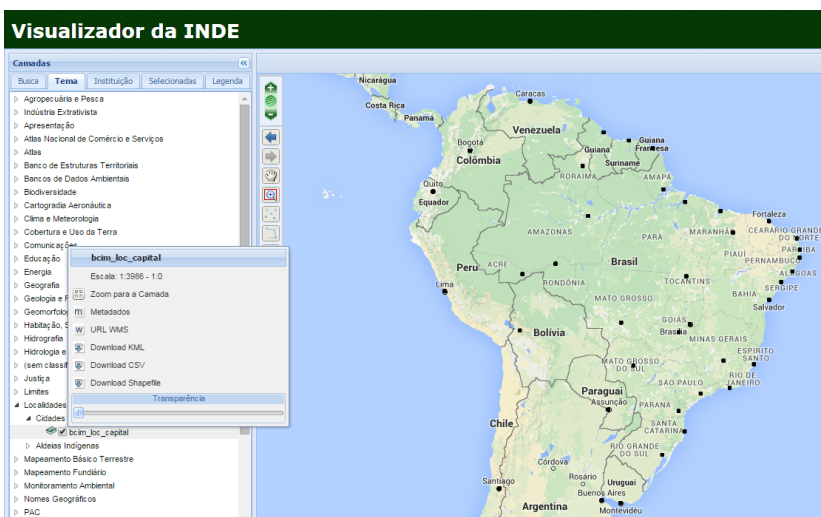 Visualizador da INDE
Camadas
Busca Tema Instituição Selecionadas Legenda
Agropecuária e Pesca
Indústria Extrativista
Apresentação
Atlas Nacional de Comércio e Serviços
Atlas
Banco de Estruturas Territoriais
Bancos de Dados Ambientais
Biodiversidade
Cartografia Aeronáutica
Clima e Meteorologia
Cobertura e Uso da Terra
Comunicações
Educação
Energia
Geografia
Geologia e F
Geomorfolog
Habitação, S
Hidrografia
Hidrologia e
(sem classif
Justiça
Limites
Localidades
Cidades
bcim_loc_capital
Aldeias Indígenas
Mapeamento Básico Terrestre
Mapeamento Fundiário
Monitoramento Ambiental
Nomes Geográficos
PAC
bcim_loc_capital
Escala: 1:3986 - 1:0
Zoom para a Camada
m Metadados
W URL WMS
Download KML
Download CSV
Download Shapefile
Transparência
Nicarágua
Costa Rica
Panamá
Caracas
Venezuela
Bogotá
Colômbia
Guiana
Suriname
Guiana
Francesa
RORAIMA
AMAPÁ
Quito
Equador
AMAZONAS
PARÁ
MARANHÃ
CEARÁ
RIO GRANDE
DO NORTE
Fortaleza
PARAÍBA
PIAUÍ
PERNAMBUCO
ALAGOAS
SERGIPE
Peru
ACRE
Brasil
RONDÔNIA
TOCANTINS
Lima
MATO GROSSO
BAHIA
Salvador
GOIÁS
Brasília
Bolívia
MINAS GERAIS
ESPÍRITO
SANTO
MATO GROSSO
DO SUL
SÃO PAULO
RIO DE
JANEIRO
Paraguai
Assunção
PARANÁ
Chile
SANTA
CATARINA
RIO GRANDE
DO SUL
Córdova
Rosário
Santiago
Uruguai
Buenos Aires
Argentina
Montevidéu